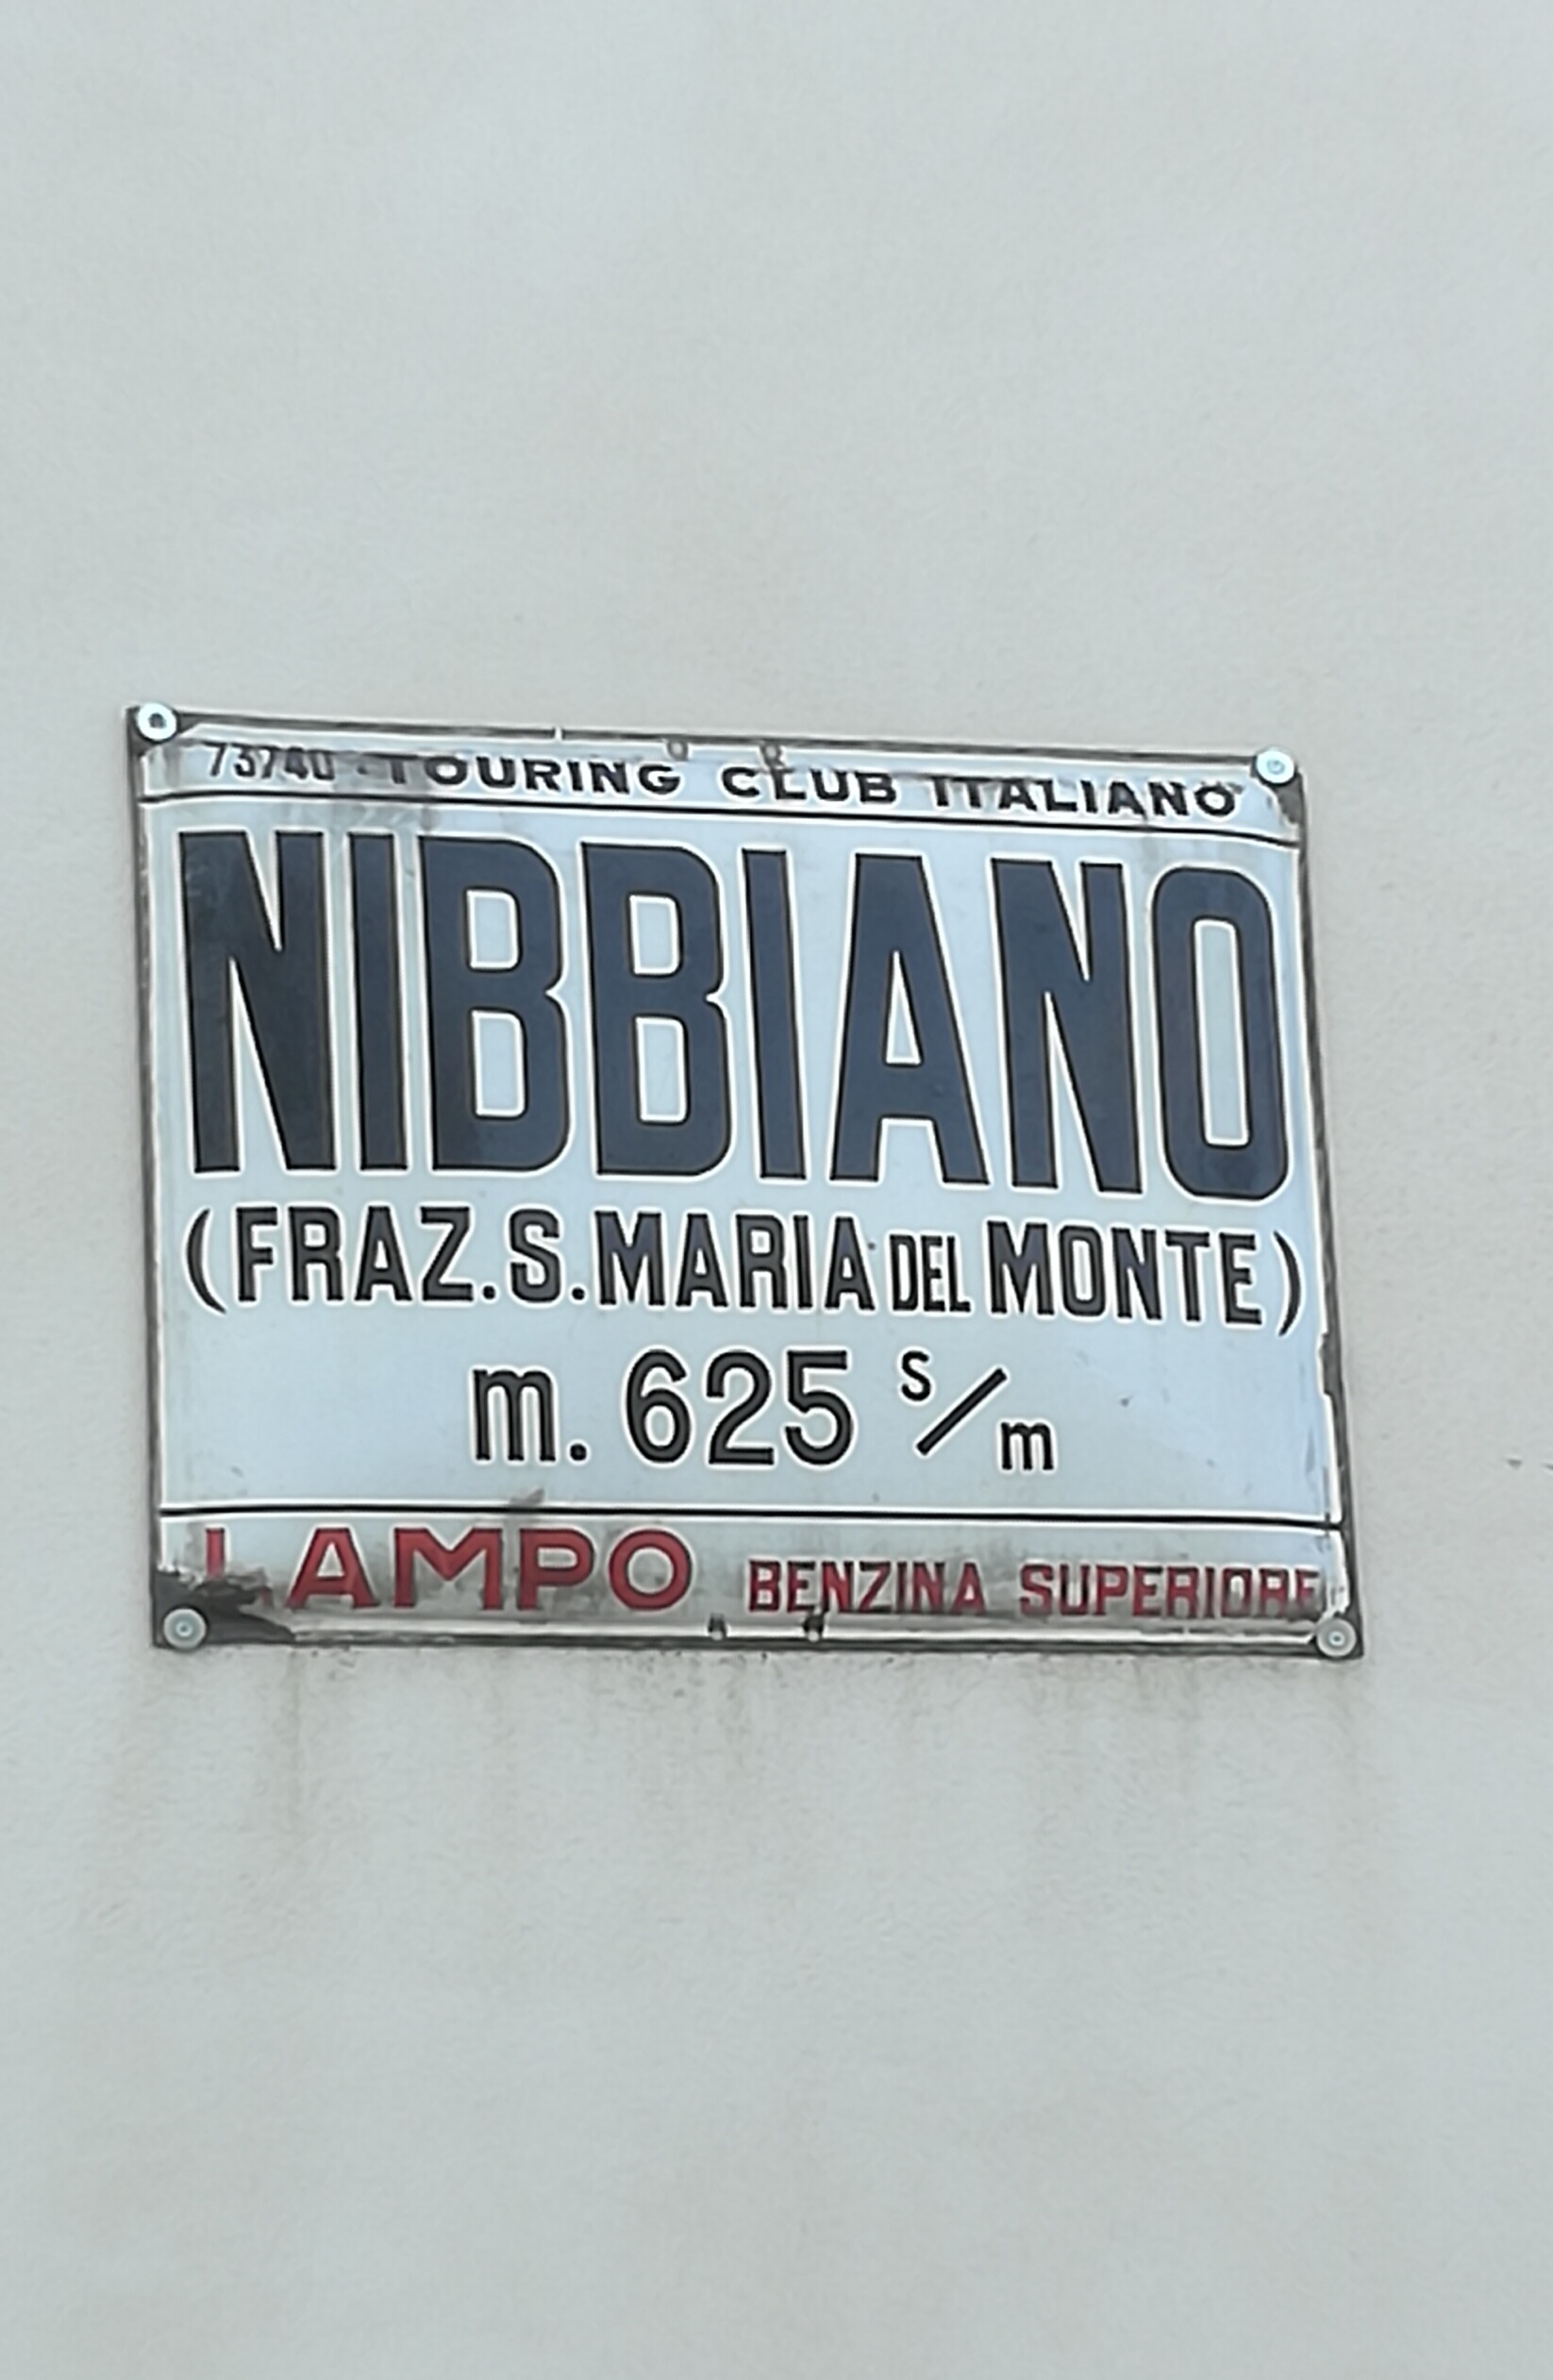 73740 - TOURING CLUB ITALIANO
NIBBIANO
(FRAZ. S. MARIA DEL MONTE)
m. 625 s/m
LAMPO BENZINA SUPERIORE